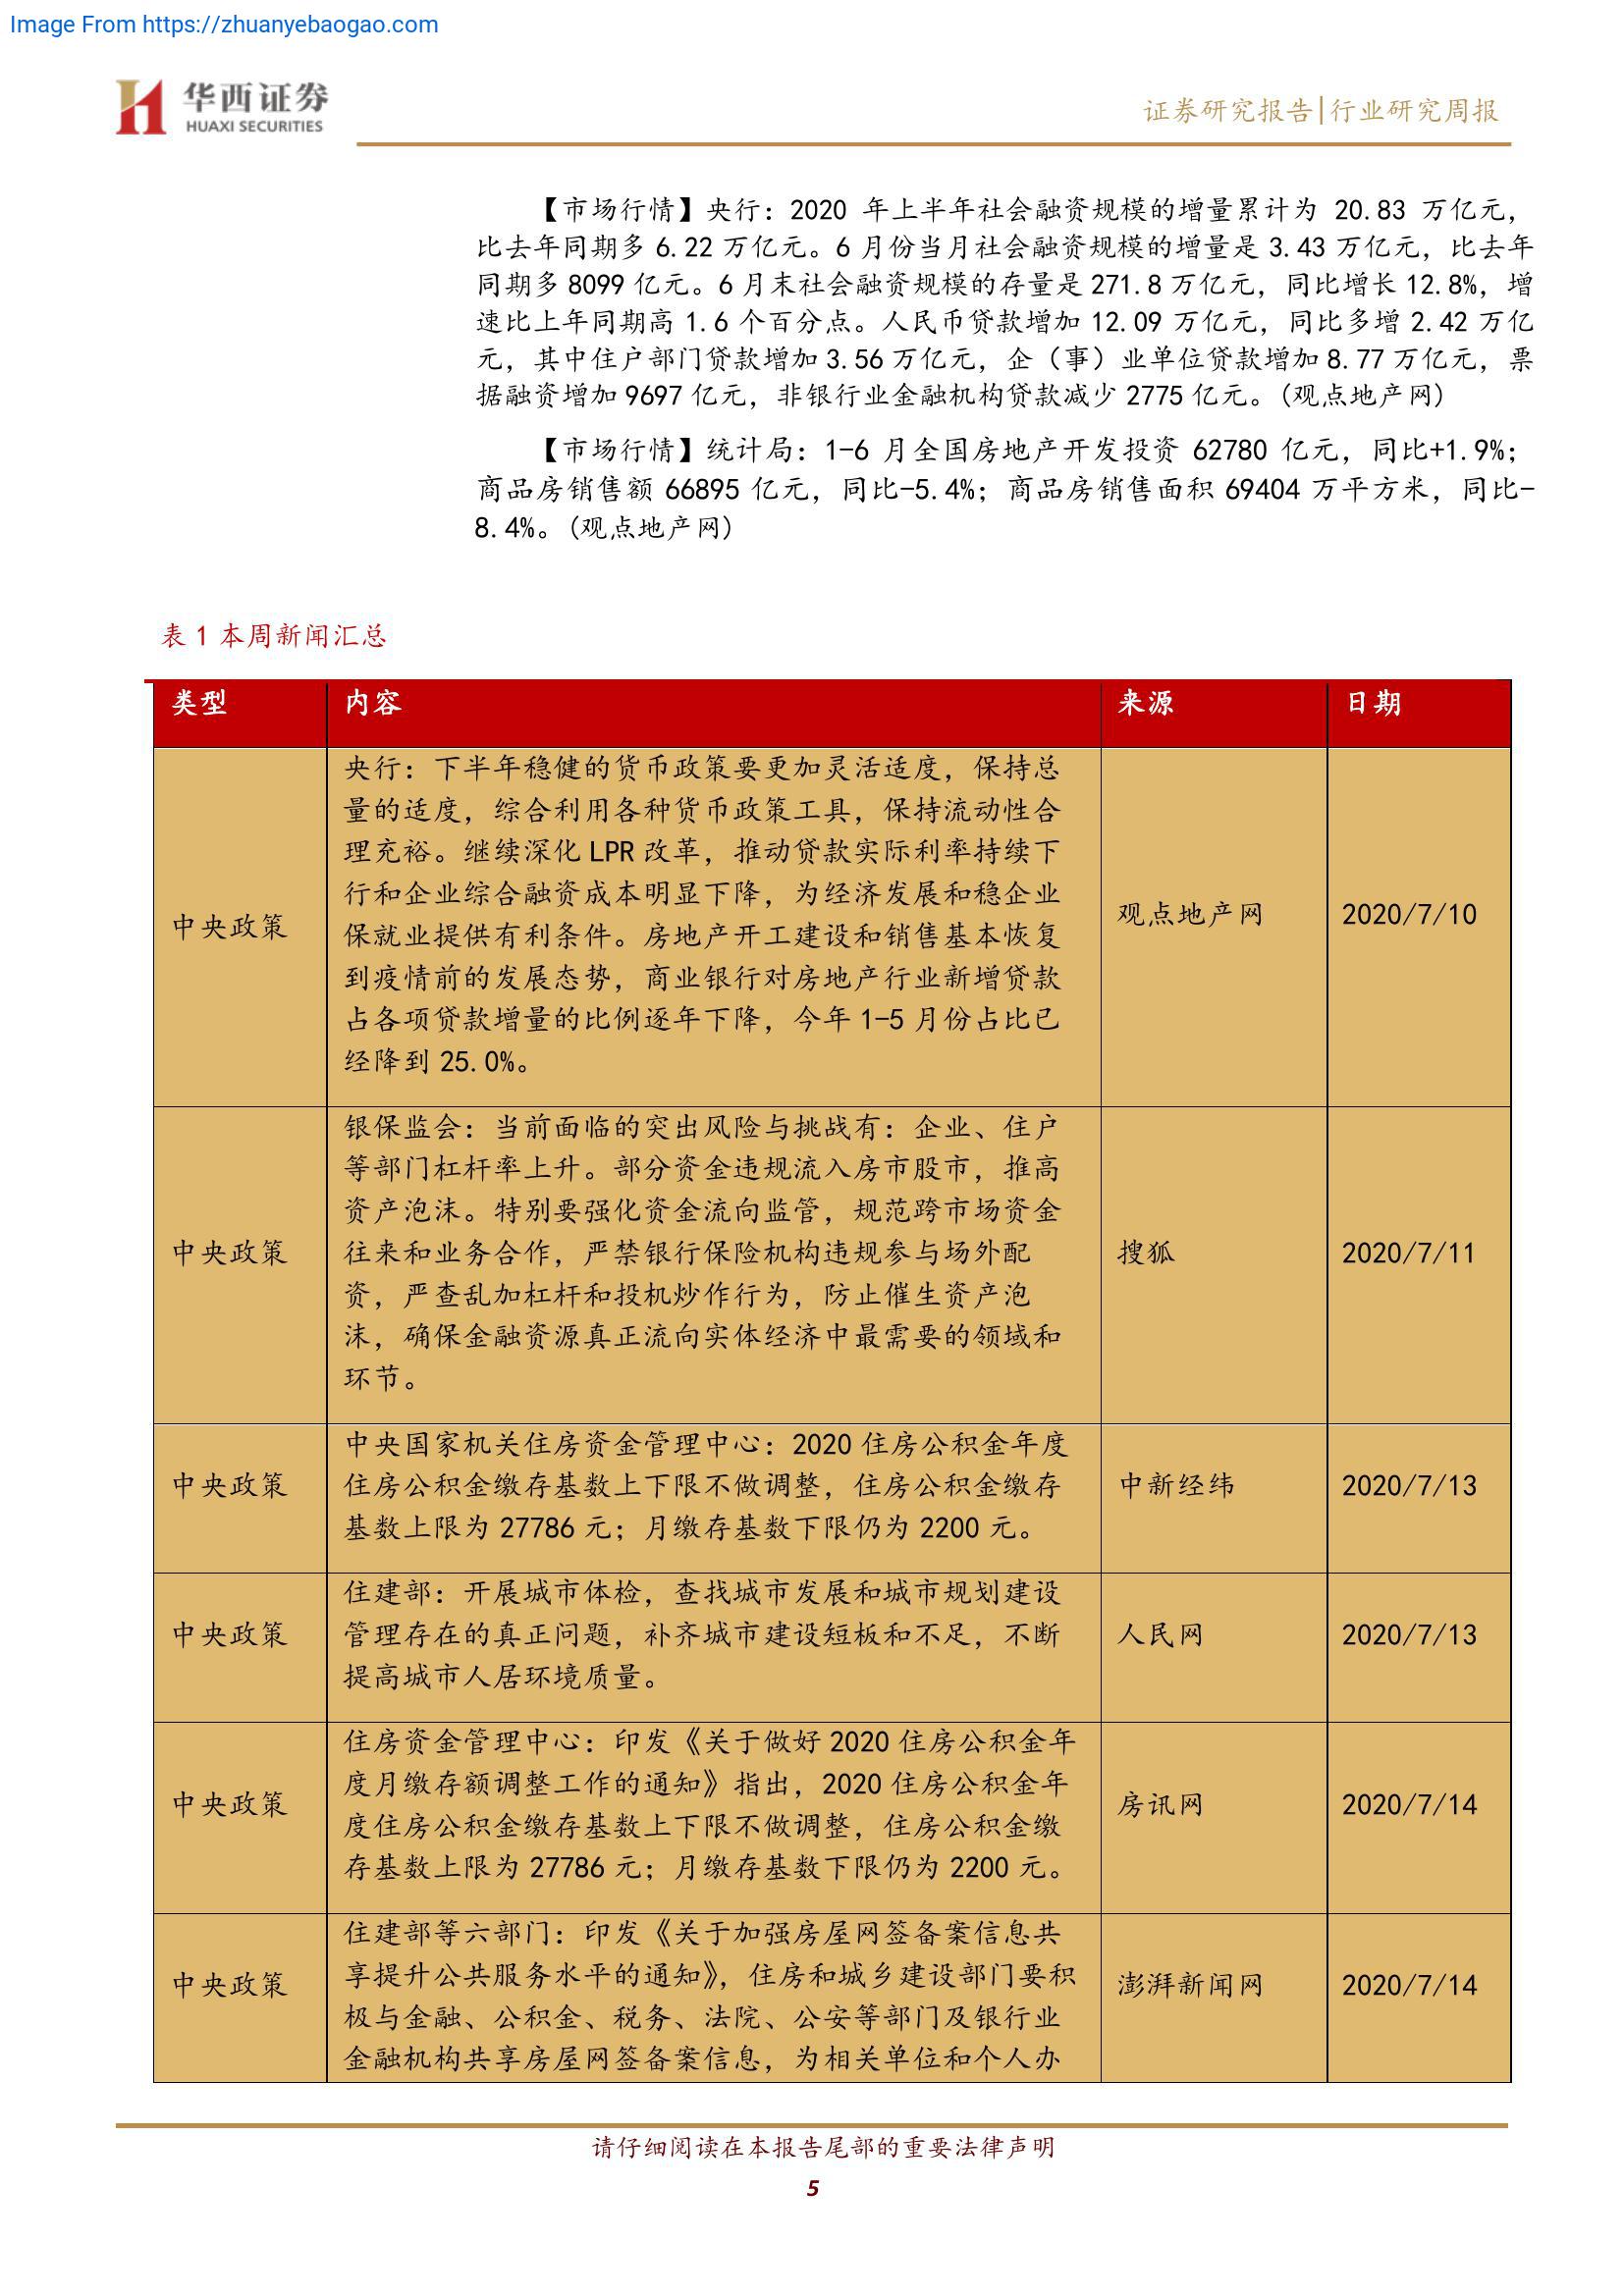 Image From https://zhuanyebaogao.com
华西证券
HUAXI SECURITIES
证券研究报告|行业研究周报
【市场行情】央行：2020 年上半年社会融资规模的增量累计为 20.83 万亿元，
比去年同期多 6.22 万亿元。6 月份当月社会融资规模的增量是 3.43 万亿元，比去年
同期多 8099 亿元。6 月末社会融资规模的存量是 271.8 万亿元，同比增长 12.8%，增
速比上年同期高 1.6 个百分点。人民币贷款增加 12.09 万亿元，同比多增 2.42 万亿
元，其中住户部门贷款增加 3.56 万亿元，企（事）业单位贷款增加 8.77 万亿元，票
据融资增加 9697 亿元，非银行业金融机构贷款减少 2775 亿元。(观点地产网)
【市场行情】统计局：1-6 月全国房地产开发投资 62780 亿元，同比+1.9%；
商品房销售额 66895 亿元，同比-5.4%；商品房销售面积 69404 万平方米，同比-
8.4%。(观点地产网)
表 1 本周新闻汇总
类型 内容 来源 日期
央行：下半年稳健的货币政策要更加灵活适度，保持总
量的适度，综合利用各种货币政策工具，保持流动性合
理充裕。继续深化 LPR 改革，推动贷款实际利率持续下
行和企业综合融资成本明显下降，为经济发展和稳企业
保就业提供有利条件。房地产开工建设和销售基本恢复
到疫情前的发展态势，商业银行对房地产行业新增贷款
占各项贷款增量的比例逐年下降，今年 1-5 月份占比已
经降到 25.0%。
中央政策
观点地产网
2020/7/10
银保监会：当前面临的突出风险与挑战有：企业、住户
等部门杠杆率上升。部分资金违规流入房市股市，推高
资产泡沫。特别要强化资金流向监管，规范跨市场资金
往来和业务合作，严禁银行保险机构违规参与场外配
资，严查乱加杠杆和投机炒作行为，防止催生资产泡
沫，确保金融资源真正流向实体经济中最需要的领域和
环节。
中央政策
搜狐
2020/7/11
中央国家机关住房资金管理中心：2020 住房公积金年度
住房公积金缴存基数上下限不做调整，住房公积金缴存
基数上限为 27786 元；月缴存基数下限仍为 2200 元。
中央政策
中新经纬
2020/7/13
住建部：开展城市体检，查找城市发展和城市规划建设
管理存在的真正问题，补齐城市建设短板和不足，不断
提高城市人居环境质量。
中央政策
人民网
2020/7/13
住房资金管理中心：印发《关于做好 2020 住房公积金年
度月缴存额调整工作的通知》指出，2020 住房公积金年
度住房公积金缴存基数上下限不做调整，住房公积金缴
存基数上限为 27786 元；月缴存基数下限仍为 2200 元。
中央政策
房讯网
2020/7/14
住建部等六部门：印发《关于加强房屋网签备案信息共
享提升公共服务水平的通知》，住房和城乡建设部门要积
极与金融、公积金、税务、法院、公安等部门及银行业
金融机构共享房屋网签备案信息，为相关单位和个人办
中央政策
澎湃新闻网
2020/7/14
请仔细阅读在本报告尾部的重要法律声明
5